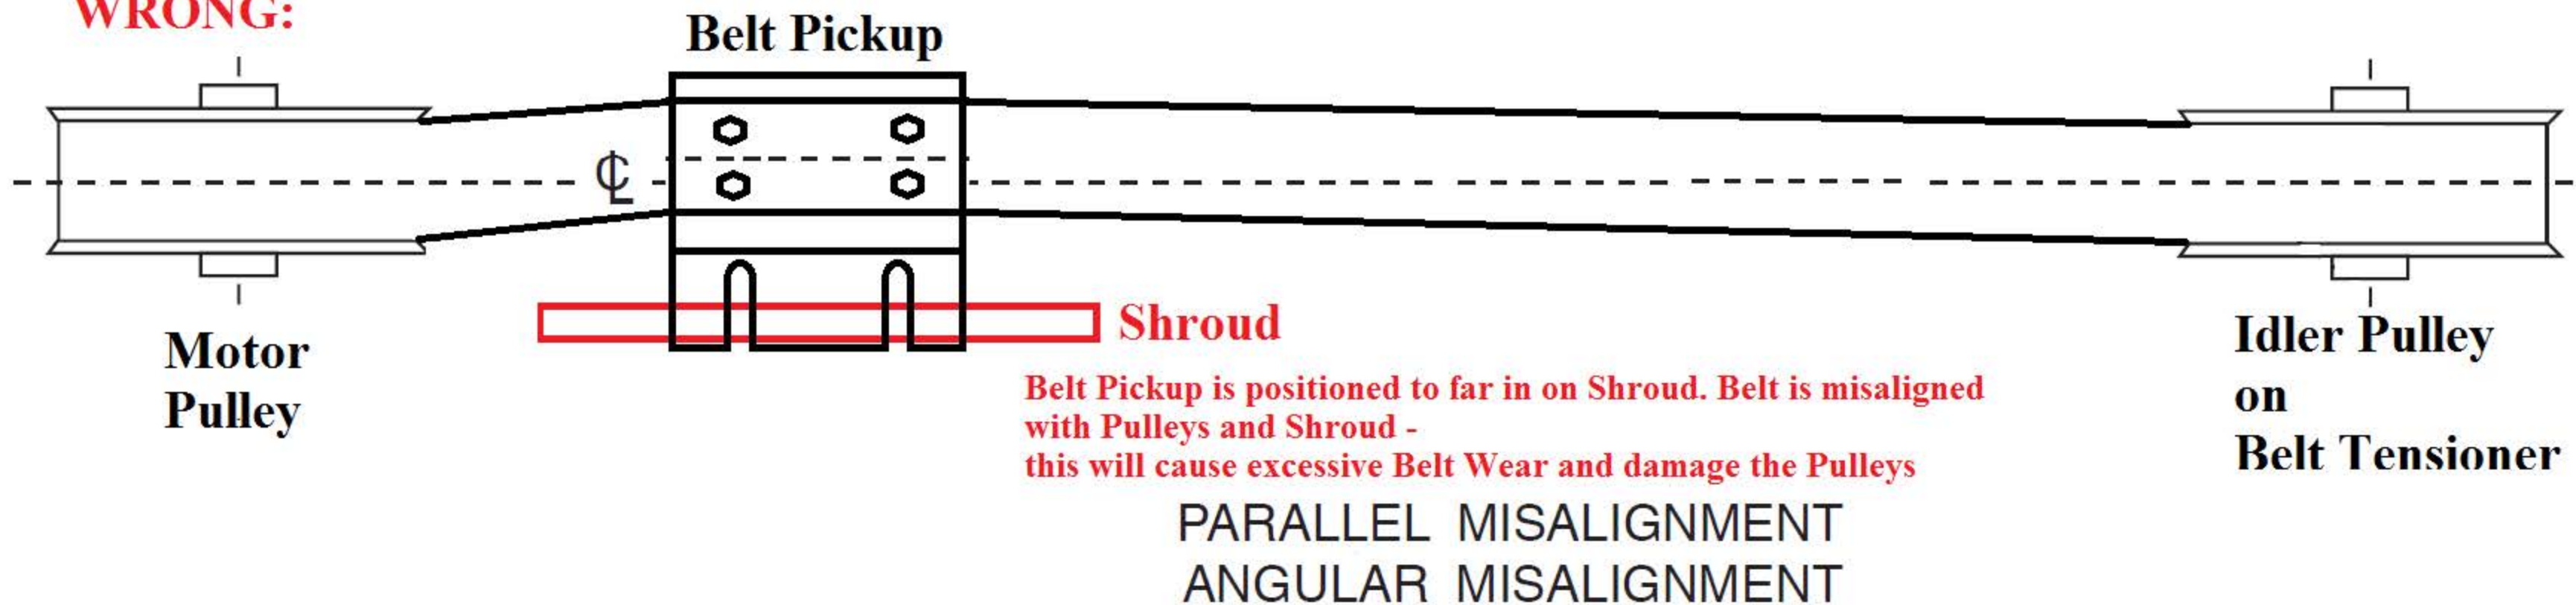 WRONG:
Belt Pickup
℄
Shroud
Motor
Pulley
Idler Pulley
on
Belt Tensioner
Belt Pickup is positioned to far in on Shroud. Belt is misaligned
with Pulleys and Shroud -
this will cause excessive Belt Wear and damage the Pulleys
PARALLEL MISALIGNMENT
ANGULAR MISALIGNMENT